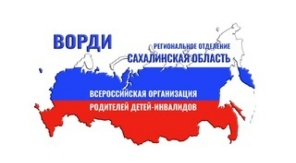 ВОРДИ
РЕГИОНАЛЬНОЕ ОТДЕЛЕНИЕ
САХАЛИНСКАЯ ОБЛАСТЬ
ВСЕРОССИЙСКАЯ ОРГАНИЗАЦИЯ
РОДИТЕЛЕЙ ДЕТЕЙ-ИНВАЛИДОВ